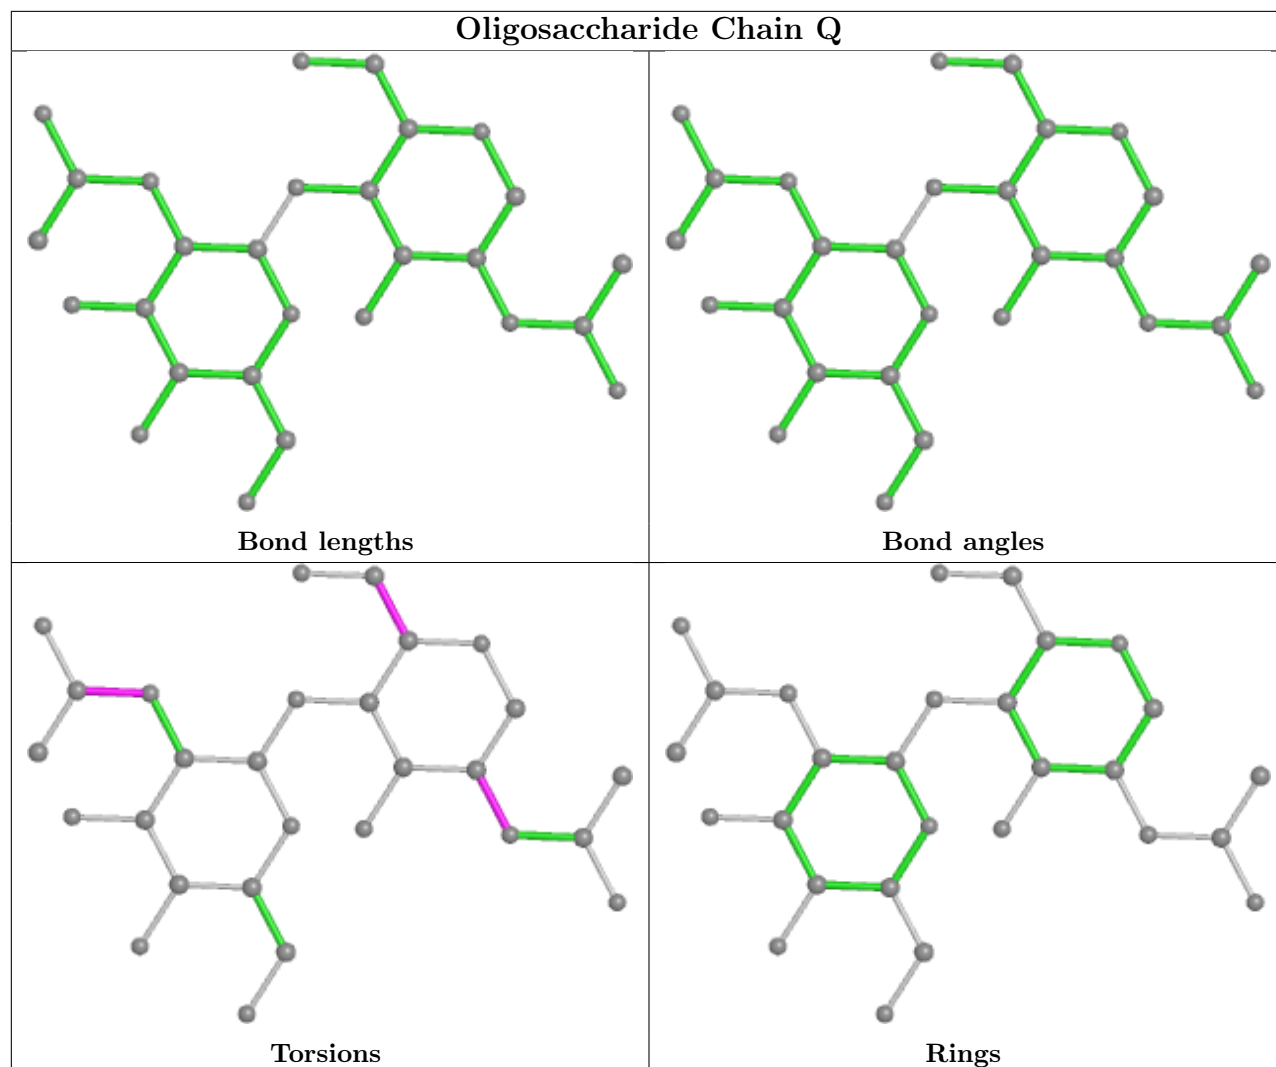 Oligosaccharide Chain Q
Bond lengths
Bond angles
Torsions
Rings